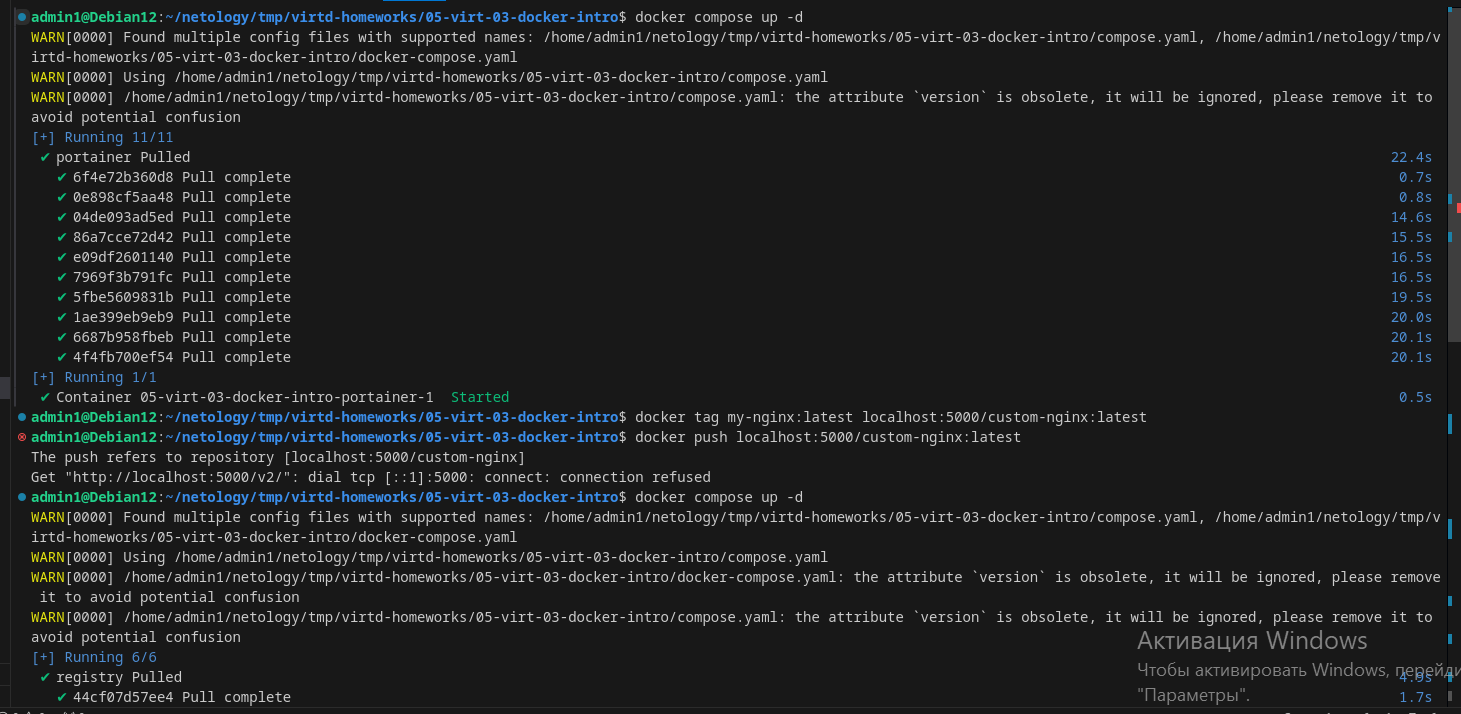 admin1@Debian12:~/netology/tmp/virtd-homeworks/05-virt-03-docker-intro$ docker compose up -d
WARN[0000] Found multiple config files with supported names: /home/admin1/netology/tmp/virtd-homeworks/05-virt-03-docker-intro/compose.yaml, /home/admin1/netology/tmp/v
irtd-homeworks/05-virt-03-docker-intro/docker-compose.yaml
WARN[0000] Using /home/admin1/netology/tmp/virtd-homeworks/05-virt-03-docker-intro/compose.yaml
WARN[0000] /home/admin1/netology/tmp/virtd-homeworks/05-virt-03-docker-intro/compose.yaml: the attribute `version` is obsolete, it will be ignored, please remove it to
avoid potential confusion
[+] Running 11/11
✔ portainer Pulled 22.4s
✔ 6f4e72b360d8 Pull complete 0.7s
✔ 0e898cf5aa48 Pull complete 0.8s
✔ 04de093ad5ed Pull complete 14.6s
✔ 86a7cce72d42 Pull complete 15.5s
✔ e09df2601140 Pull complete 16.5s
✔ 7969f3b791fc Pull complete 16.5s
✔ 5fbe5609831b Pull complete 19.5s
✔ 1ae399eb9eb9 Pull complete 20.0s
✔ 6687b958fbeb Pull complete 20.1s
✔ 4f4fb700ef54 Pull complete 20.1s
[+] Running 1/1
✔ Container 05-virt-03-docker-intro-portainer-1 Started 0.5s
admin1@Debian12:~/netology/tmp/virtd-homeworks/05-virt-03-docker-intro$ docker tag my-nginx:latest localhost:5000/custom-nginx:latest
admin1@Debian12:~/netology/tmp/virtd-homeworks/05-virt-03-docker-intro$ docker push localhost:5000/custom-nginx:latest
The push refers to repository [localhost:5000/custom-nginx]
Get "http://localhost:5000/v2/": dial tcp [::1]:5000: connect: connection refused
admin1@Debian12:~/netology/tmp/virtd-homeworks/05-virt-03-docker-intro$ docker compose up -d
WARN[0000] Found multiple config files with supported names: /home/admin1/netology/tmp/virtd-homeworks/05-virt-03-docker-intro/compose.yaml, /home/admin1/netology/tmp/v
irtd-homeworks/05-virt-03-docker-intro/docker-compose.yaml
WARN[0000] Using /home/admin1/netology/tmp/virtd-homeworks/05-virt-03-docker-intro/compose.yaml
WARN[0000] /home/admin1/netology/tmp/virtd-homeworks/05-virt-03-docker-intro/docker-compose.yaml: the attribute `version` is obsolete, it will be ignored, please remove
it to avoid potential confusion
WARN[0000] /home/admin1/netology/tmp/virtd-homeworks/05-virt-03-docker-intro/compose.yaml: the attribute `version` is obsolete, it will be ignored, please remove it to
avoid potential confusion
[+] Running 6/6
✔ registry Pulled 4.9s
✔ 44cf07d57ee4 Pull complete 1.7s
Активация Windows
Чтобы активировать Windows, перейди
"Параметры".